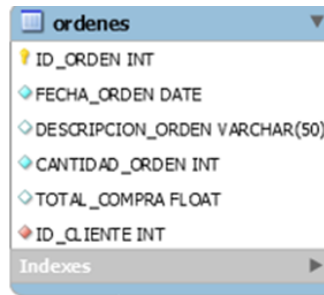 ordenes
ID_ORDEN INT
FECHA_ORDEN DATE
DESCRIPCION_ORDEN VARCHAR(50)
CANTIDAD_ORDEN INT
TOTAL_COMPRA FLOAT
ID_CLIENTE INT
Indexes